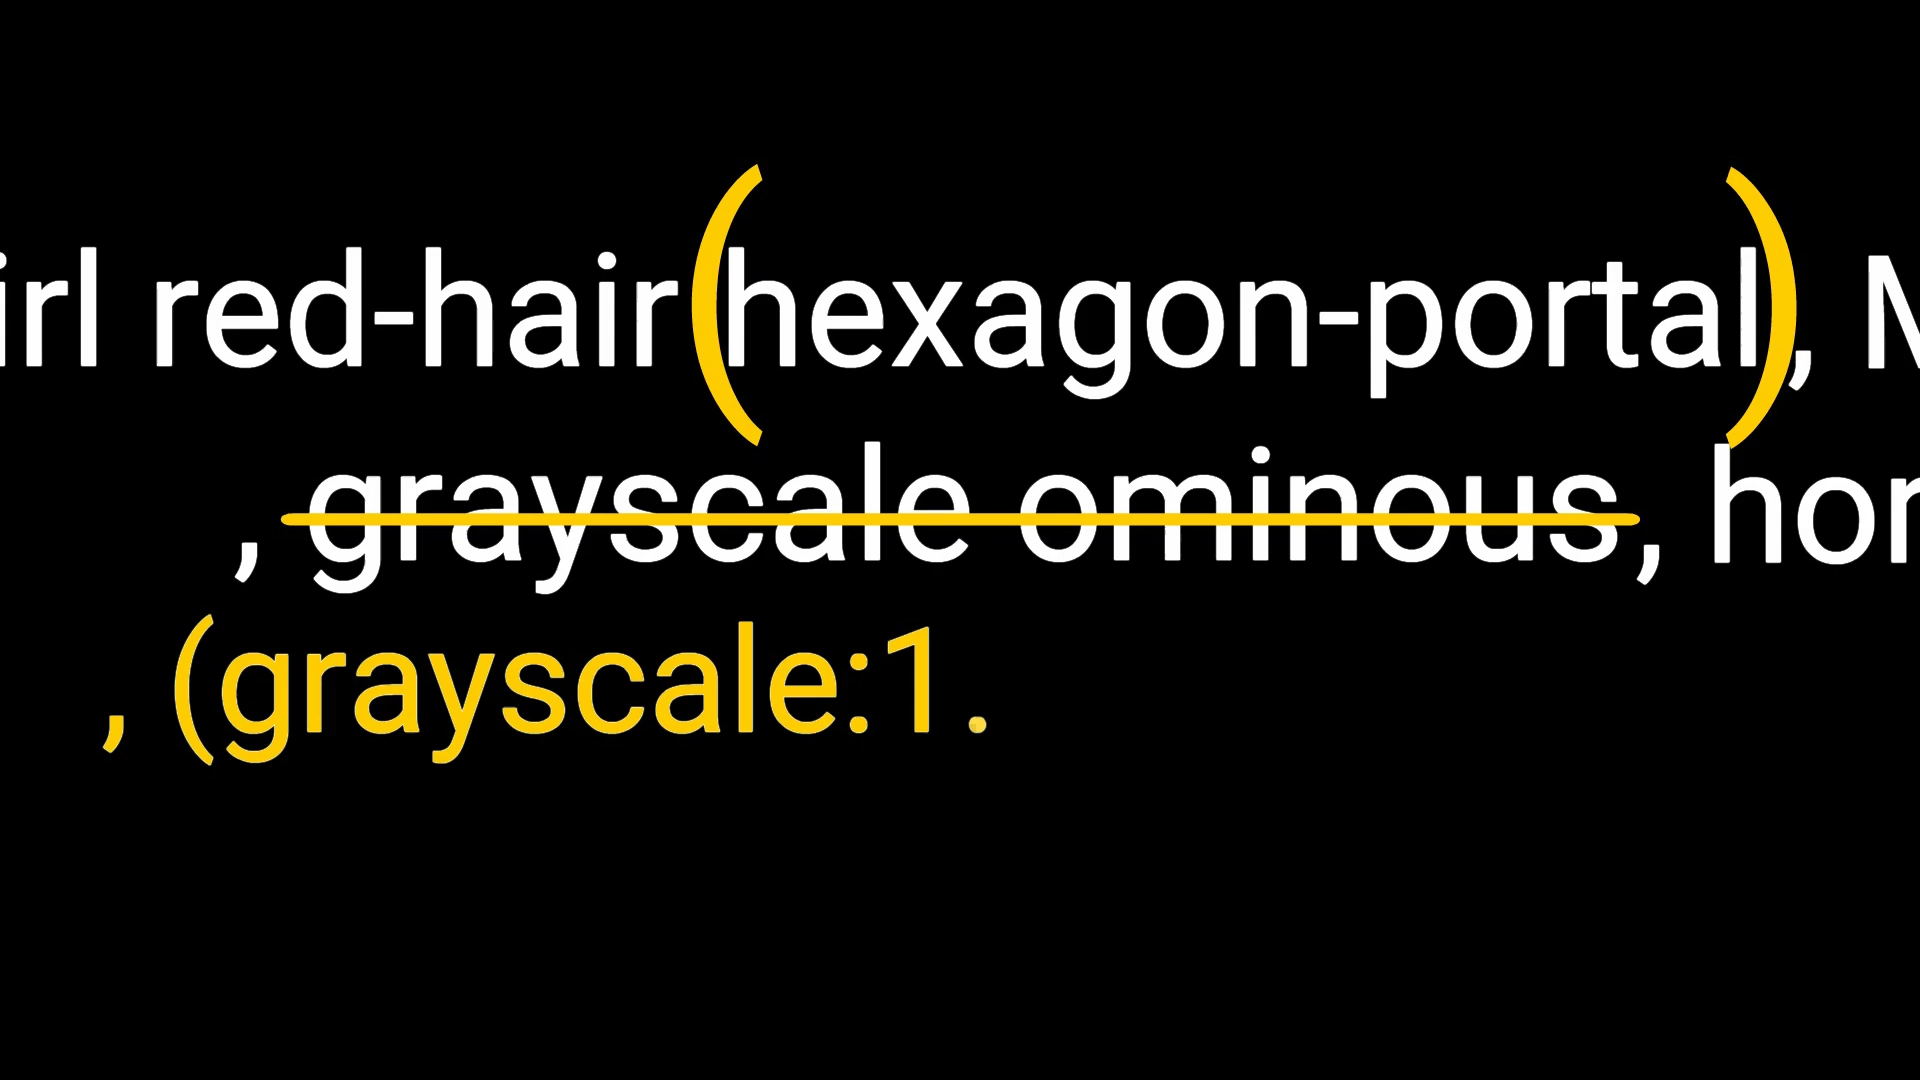 irl red-hair (hexagon-portal), M
, grayscale ominous, hor
, (grayscale:1.